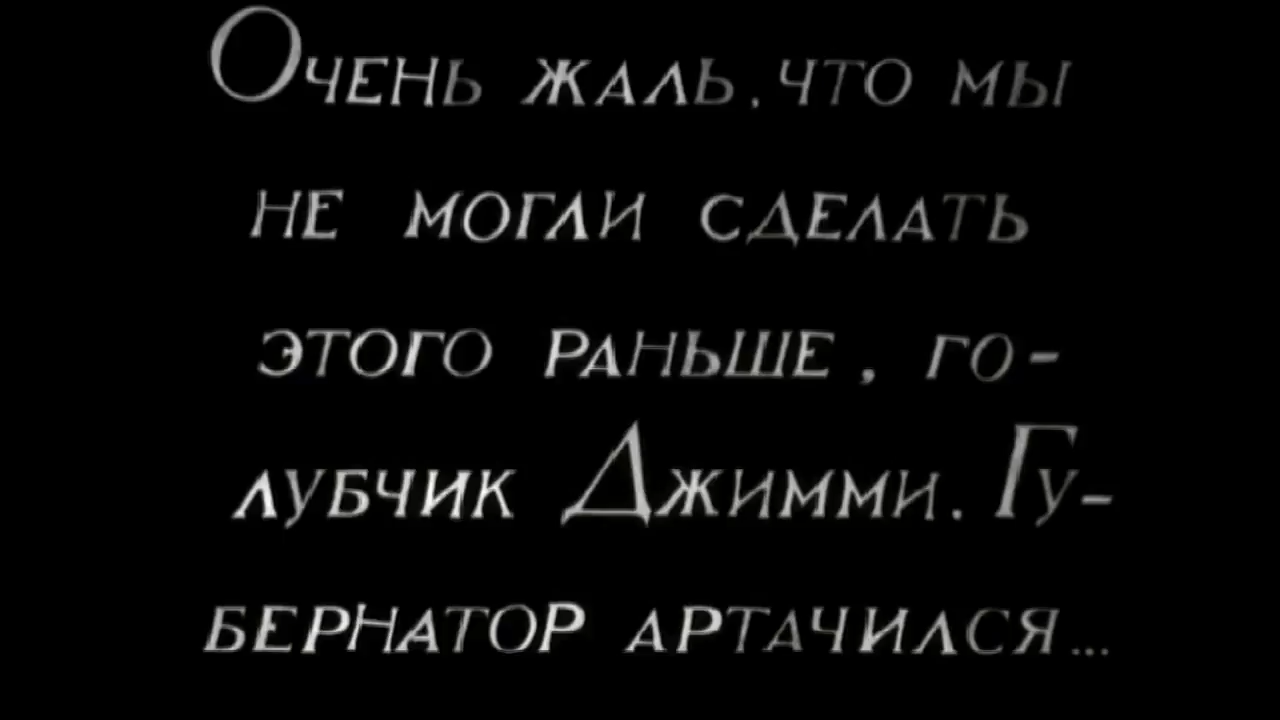 Очень жаль, что мы
не могли сделать
этого раньше, го-
лубчик Джимми. Гу-
бернатор артачился...